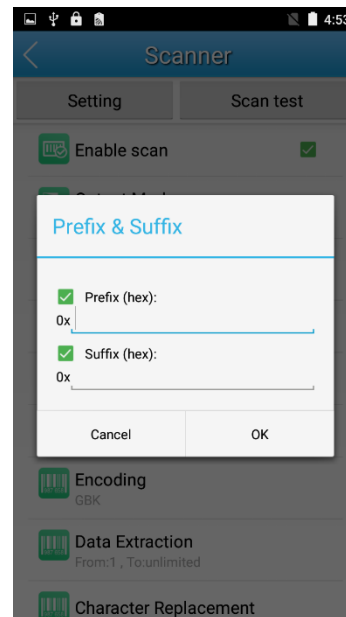 4:53
Scanner
Setting
Scan test
Enable scan
Prefix & Suffix
Prefix (hex):
0x
Suffix (hex):
0x
Cancel
OK
Encoding
GBK
Data Extraction
From:1 , To:unlimited
Character Replacement